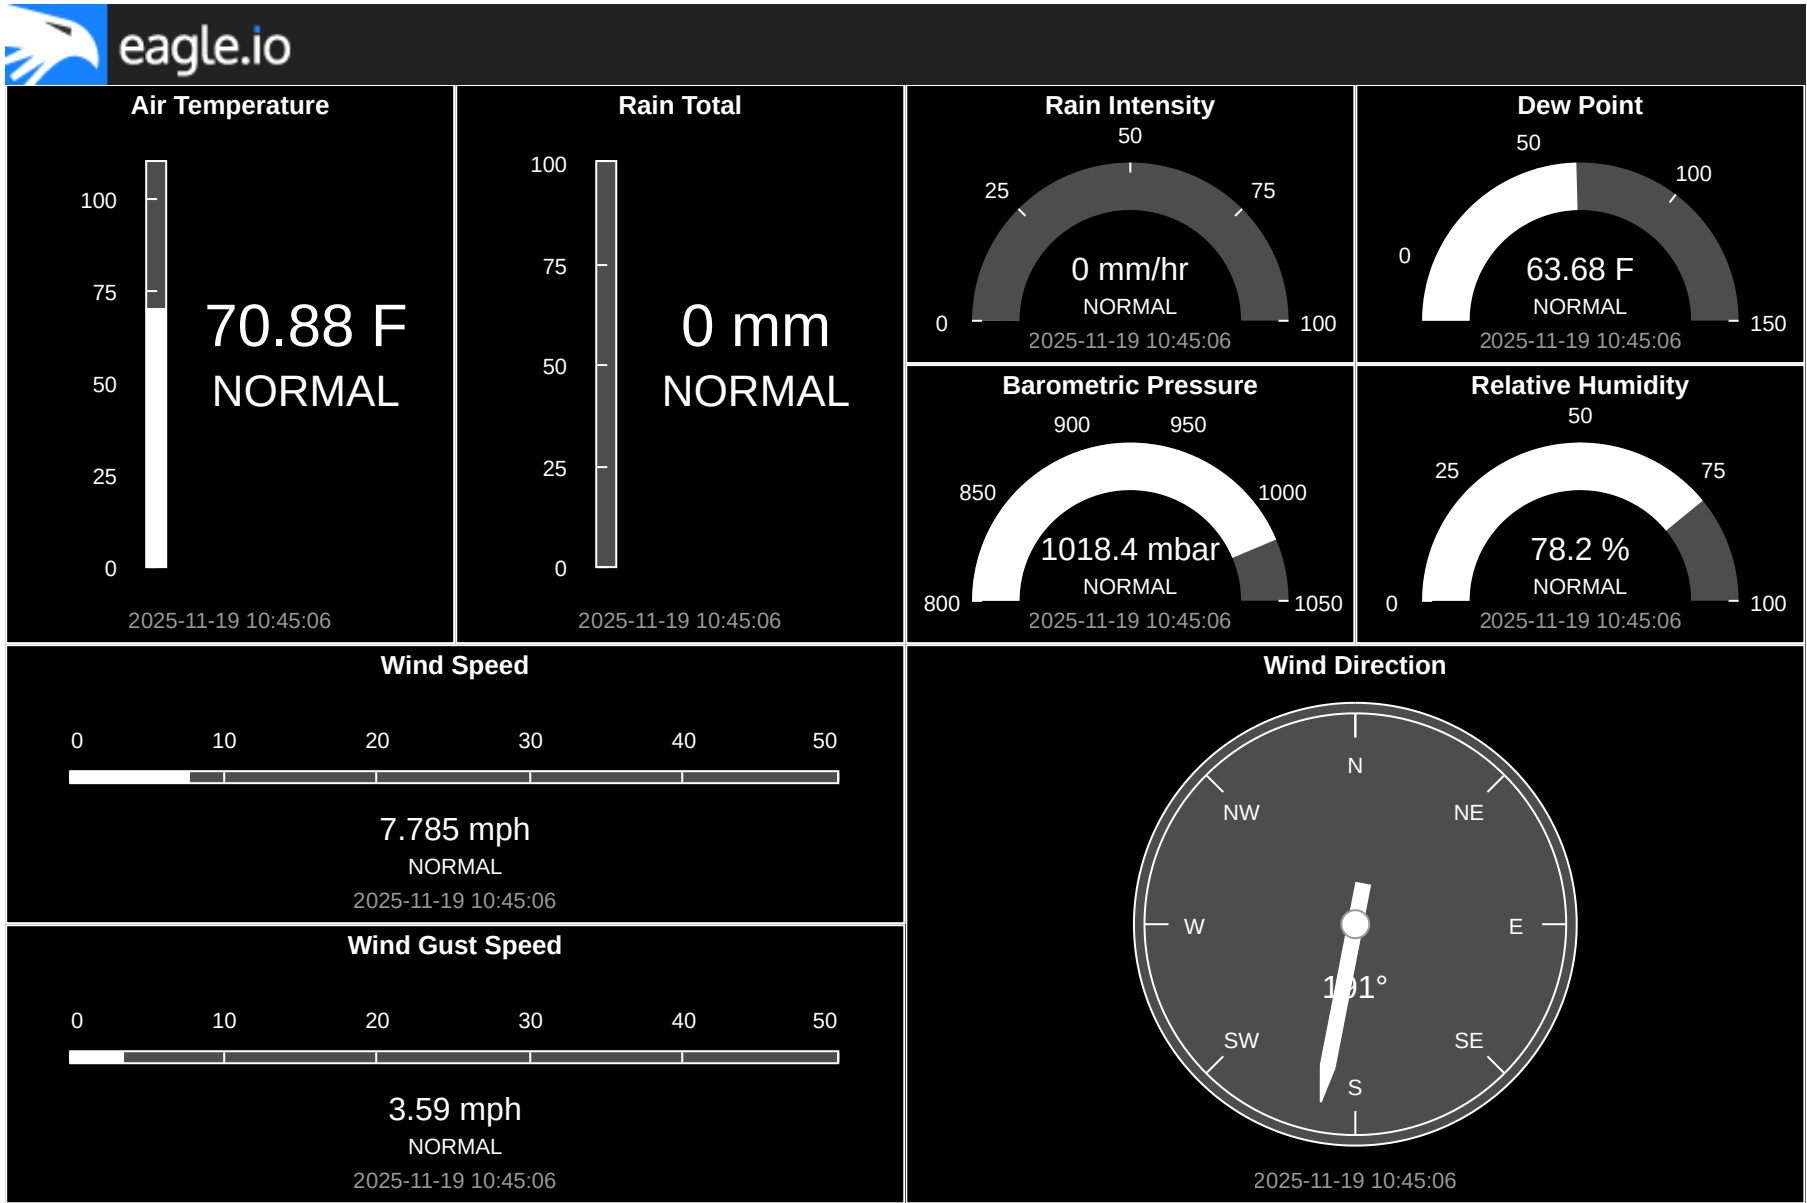 eagle.io
Air Temperature
100
75
50
25
0
70.88 F
NORMAL
2025-11-19 10:45:06
Rain Total
100
75
50
25
0
0 mm
NORMAL
2025-11-19 10:45:06
Rain Intensity
0
25
50
75
100
0 mm/hr
NORMAL
2025-11-19 10:45:06
Dew Point
0
50
100
150
63.68 F
NORMAL
2025-11-19 10:45:06
Barometric Pressure
800
850
900
950
1000
1050
1018.4 mbar
NORMAL
2025-11-19 10:45:06
Relative Humidity
0
25
50
75
100
78.2 %
NORMAL
2025-11-19 10:45:06
Wind Speed
0 10 20 30 40 50
7.785 mph
NORMAL
2025-11-19 10:45:06
Wind Gust Speed
0 10 20 30 40 50
3.59 mph
NORMAL
2025-11-19 10:45:06
Wind Direction
N
NW NE
W E
191°
SW SE
S
2025-11-19 10:45:06